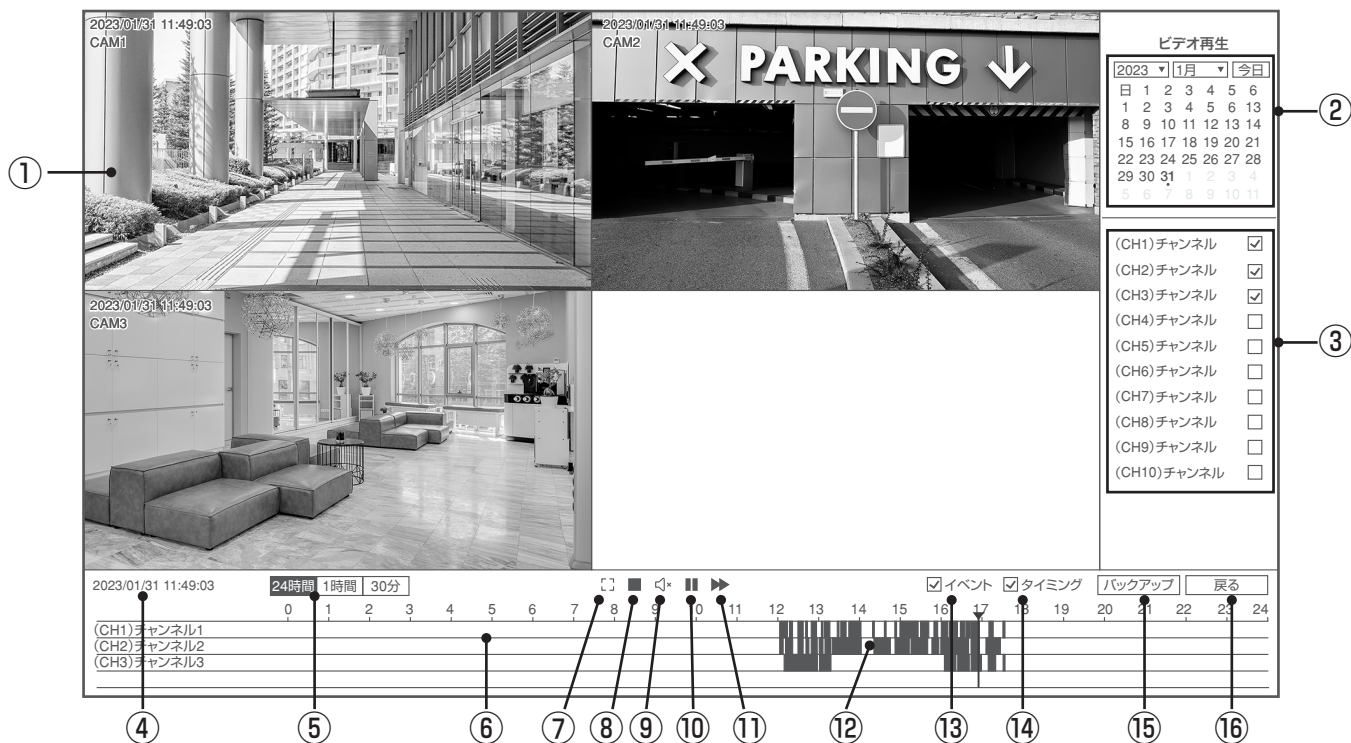 2023/01/31 11:49:03
CAM1
2023/01/31 11:49:03
CAM2
PARKING
2023/01/31 11:49:03
CAM3
ビデオ再生
2023 ▼ 1月 ▼ 今日
日 1 2 3 4 5 6
1 2 3 4 5 6 13
8 9 10 11 12 13 14
15 16 17 18 19 20 21
22 23 24 25 26 27 28
29 30 31 1 2 3 4
5 6 7 8 9 10 11
(CH1)チャンネル
(CH2)チャンネル
(CH3)チャンネル
(CH4)チャンネル
(CH5)チャンネル
(CH6)チャンネル
(CH7)チャンネル
(CH8)チャンネル
(CH9)チャンネル
(CH10)チャンネル
①
②
③
2023/01/31 11:49:03 24時間 1時間 30分 イベント タイミング バックアップ 戻る
0 1 2 3 4 5 6 7 8 9 10 11 12 13 14 15 16 17 18 19 20 21 22 23 24
(CH1)チャンネル1
(CH2)チャンネル2
(CH3)チャンネル3
④ ⑤ ⑥ ⑦ ⑧ ⑨ ⑩ ⑪ ⑫ ⑬ ⑭ ⑮ ⑯